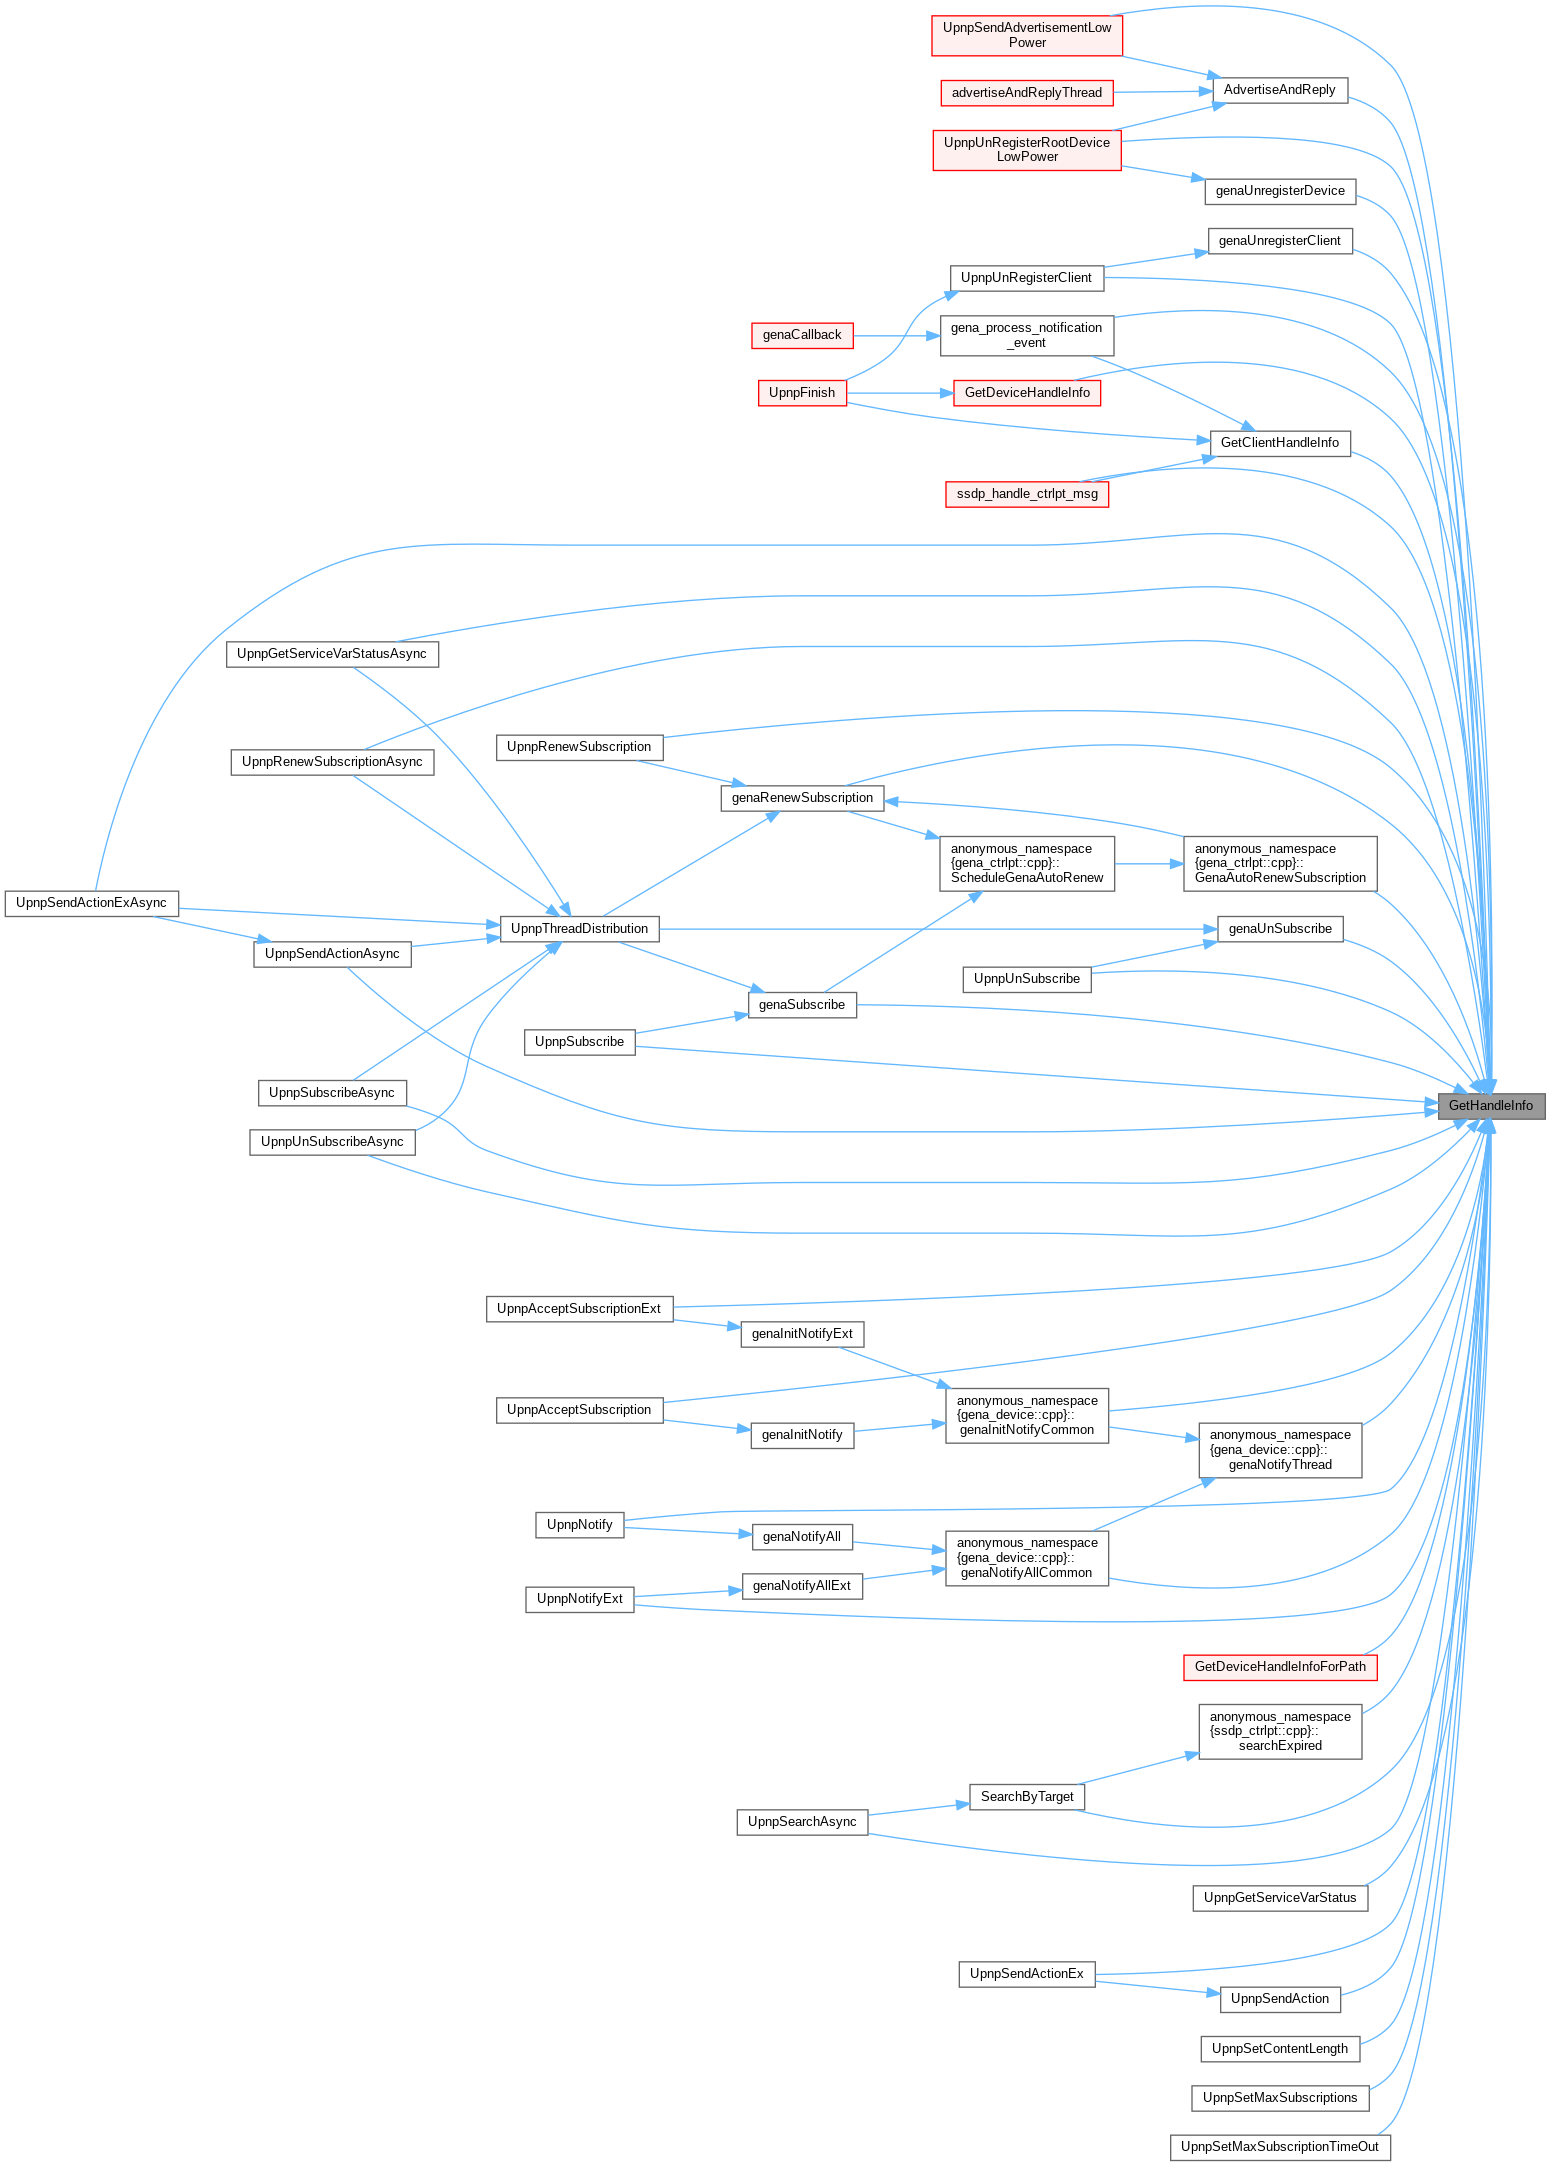 UpnpSendAdvertisementLow
Power
AdvertiseAndReply
advertiseAndReplyThread
UpnpUnRegisterRootDevice
LowPower
genaUnregisterDevice
genaUnregisterClient
UpnpUnRegisterClient
gena_process_notification
_event
genaCallback
UpnpFinish
GetDeviceHandleInfo
GetClientHandleInfo
ssdp_handle_ctrlpt_msg
UpnpGetServiceVarStatusAsync
UpnpRenewSubscription
UpnpRenewSubscriptionAsync
genaRenewSubscription
anonymous_namespace
{gena_ctrlpt::cpp}::
ScheduleGenaAutoRenew
anonymous_namespace
{gena_ctrlpt::cpp}::
GenaAutoRenewSubscription
UpnpSendActionExAsync
UpnpThreadDistribution
genaUnSubscribe
UpnpSendActionAsync
UpnpUnSubscribe
genaSubscribe
UpnpSubscribe
UpnpSubscribeAsync
GetHandleInfo
UpnpUnSubscribeAsync
UpnpAcceptSubscriptionExt
genaInitNotifyExt
UpnpAcceptSubscription
anonymous_namespace
{gena_device::cpp}::
genaInitNotifyCommon
genaInitNotify
anonymous_namespace
{gena_device::cpp}::
genaNotifyThread
UpnpNotify
genaNotifyAll
anonymous_namespace
{gena_device::cpp}::
genaNotifyAllCommon
genaNotifyAllExt
UpnpNotifyExt
GetDeviceHandleInfoForPath
anonymous_namespace
{ssdp_ctrlpt::cpp}::
searchExpired
SearchByTarget
UpnpSearchAsync
UpnpGetServiceVarStatus
UpnpSendActionEx
UpnpSendAction
UpnpSetContentLength
UpnpSetMaxSubscriptions
UpnpSetMaxSubscriptionTimeOut